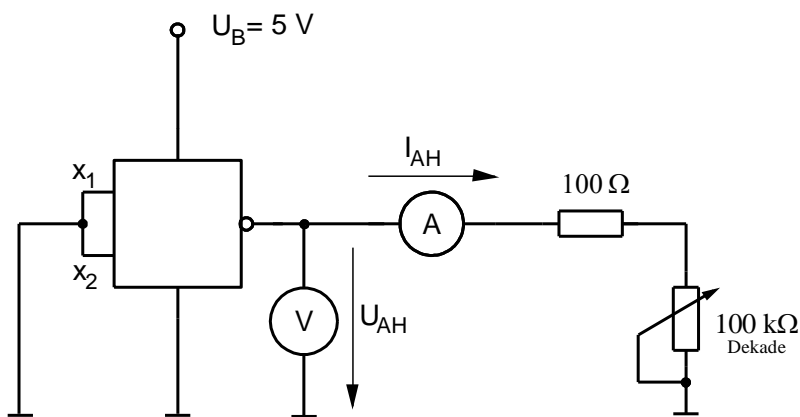 U_B = 5 V
x_1
x_2
I_AH
A
100 Ω
V
U_AH
100 kΩ
Dekade